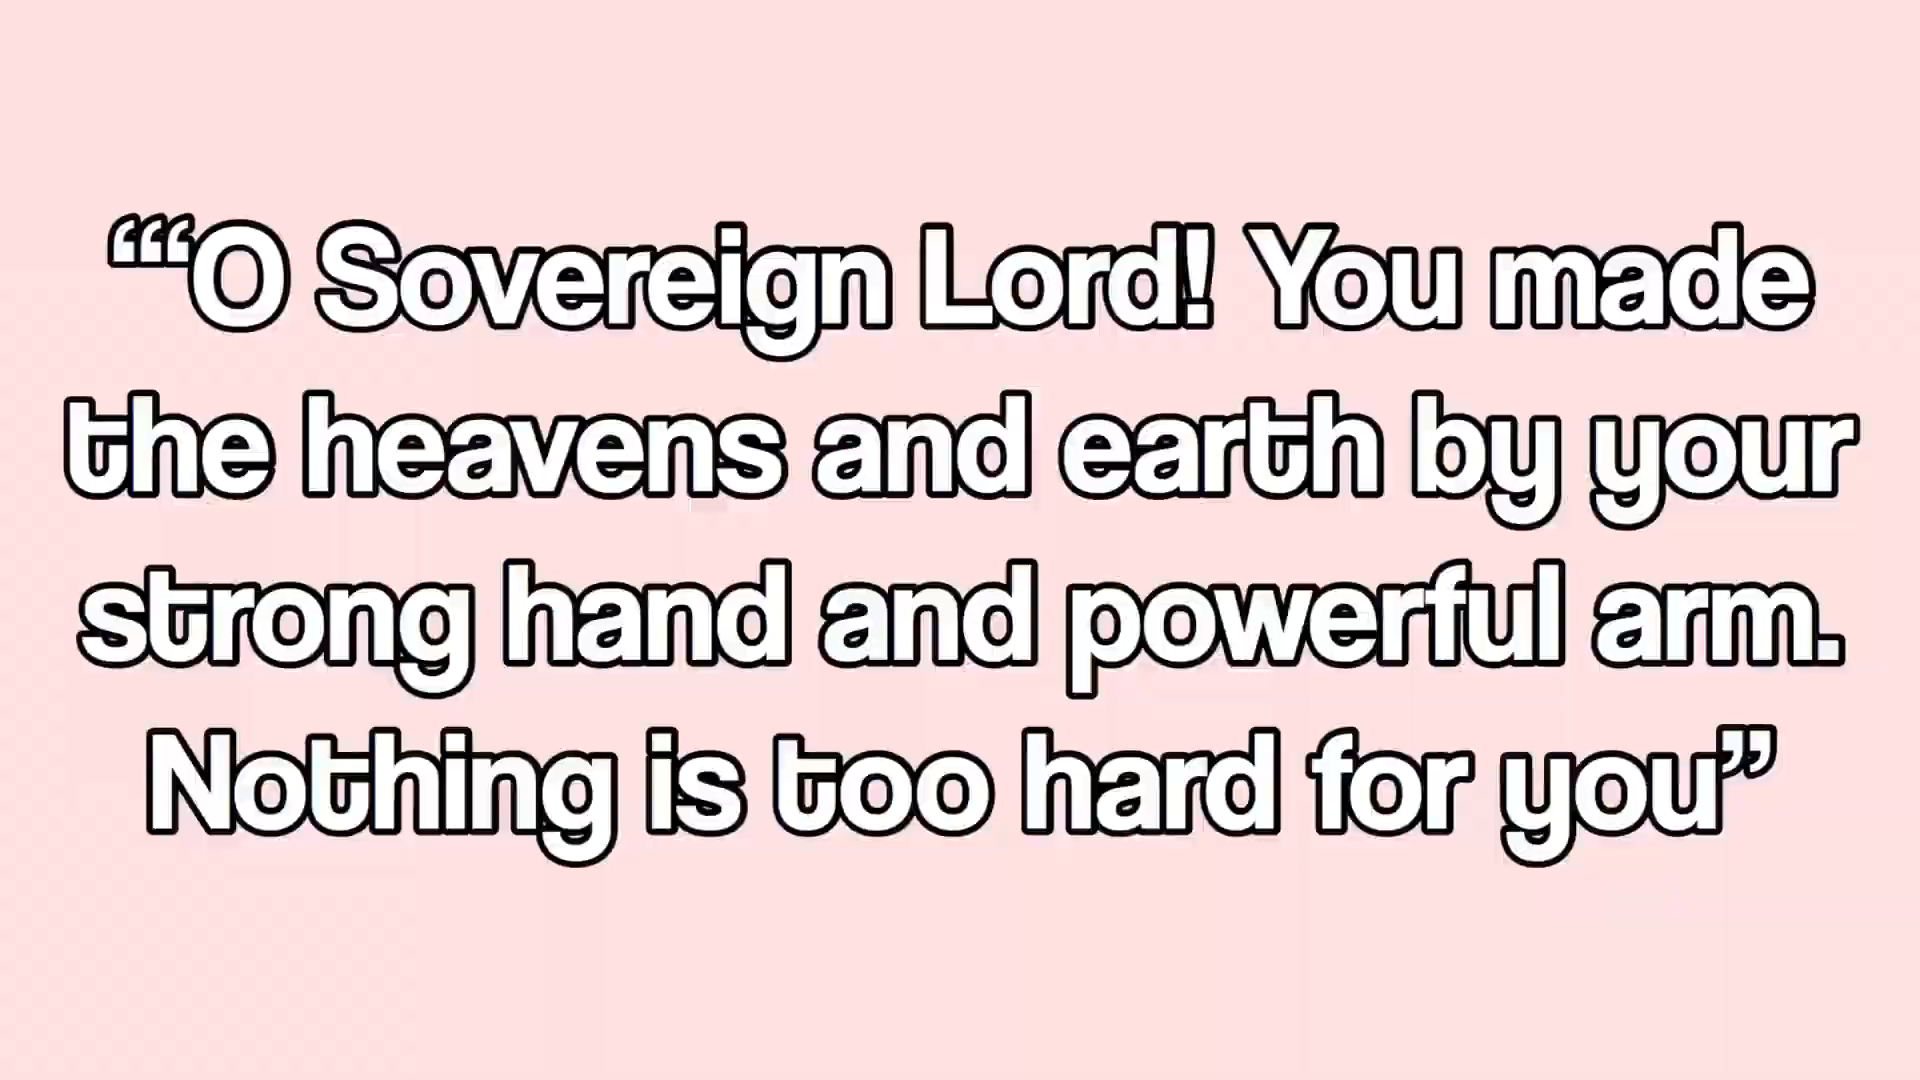 “‘O Sovereign Lord! You made
the heavens and earth by your
strong hand and powerful arm.
Nothing is too hard for you”